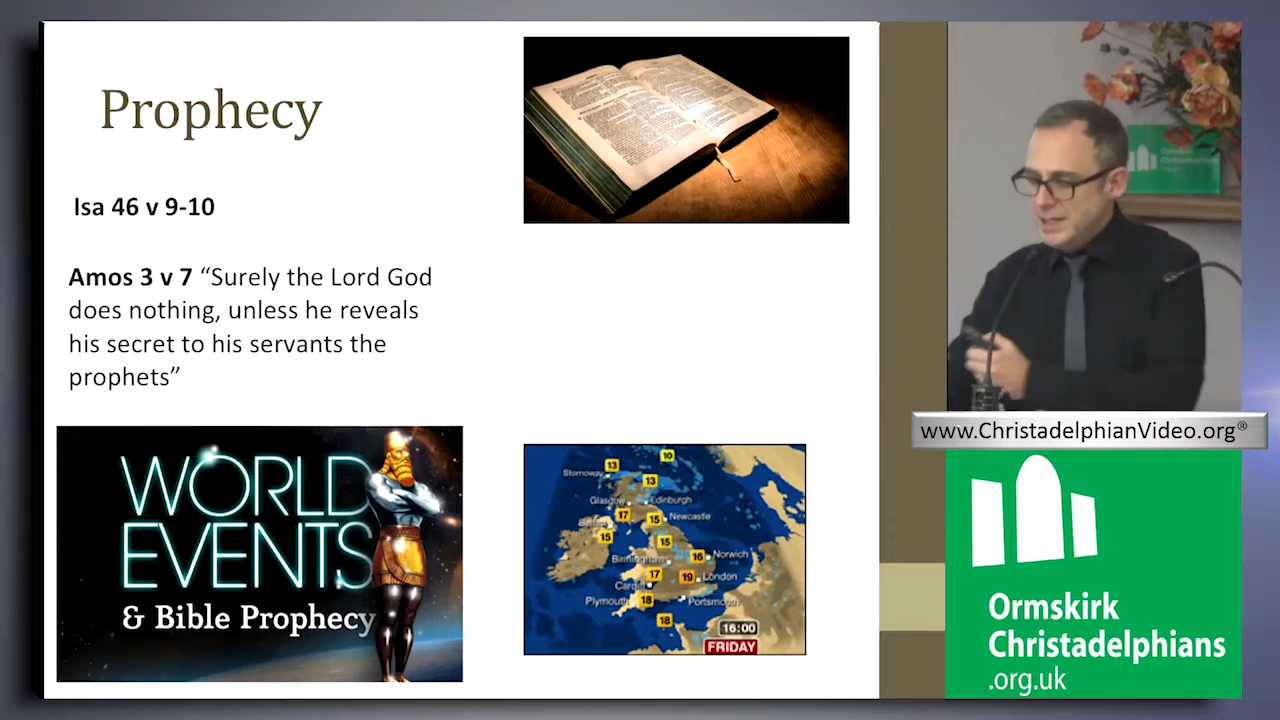 Prophecy
Isa 46 v 9-10
Amos 3 v 7 “Surely the Lord God
does nothing, unless he reveals
his secret to his servants the
prophets”
WORLD
EVENTS
& Bible Prophecy
10
Stornoway 13
13
Glasgow Edinburgh
17 15 Newcastle
Belfast
15 15
Birmingham 16 Norwich
17 19 London
Cardiff
Plymouth 18 Portsmouth
18
16:00
FRIDAY
www.ChristadelphianVideo.org®
Ormskirk
Christadelphians
.org.uk